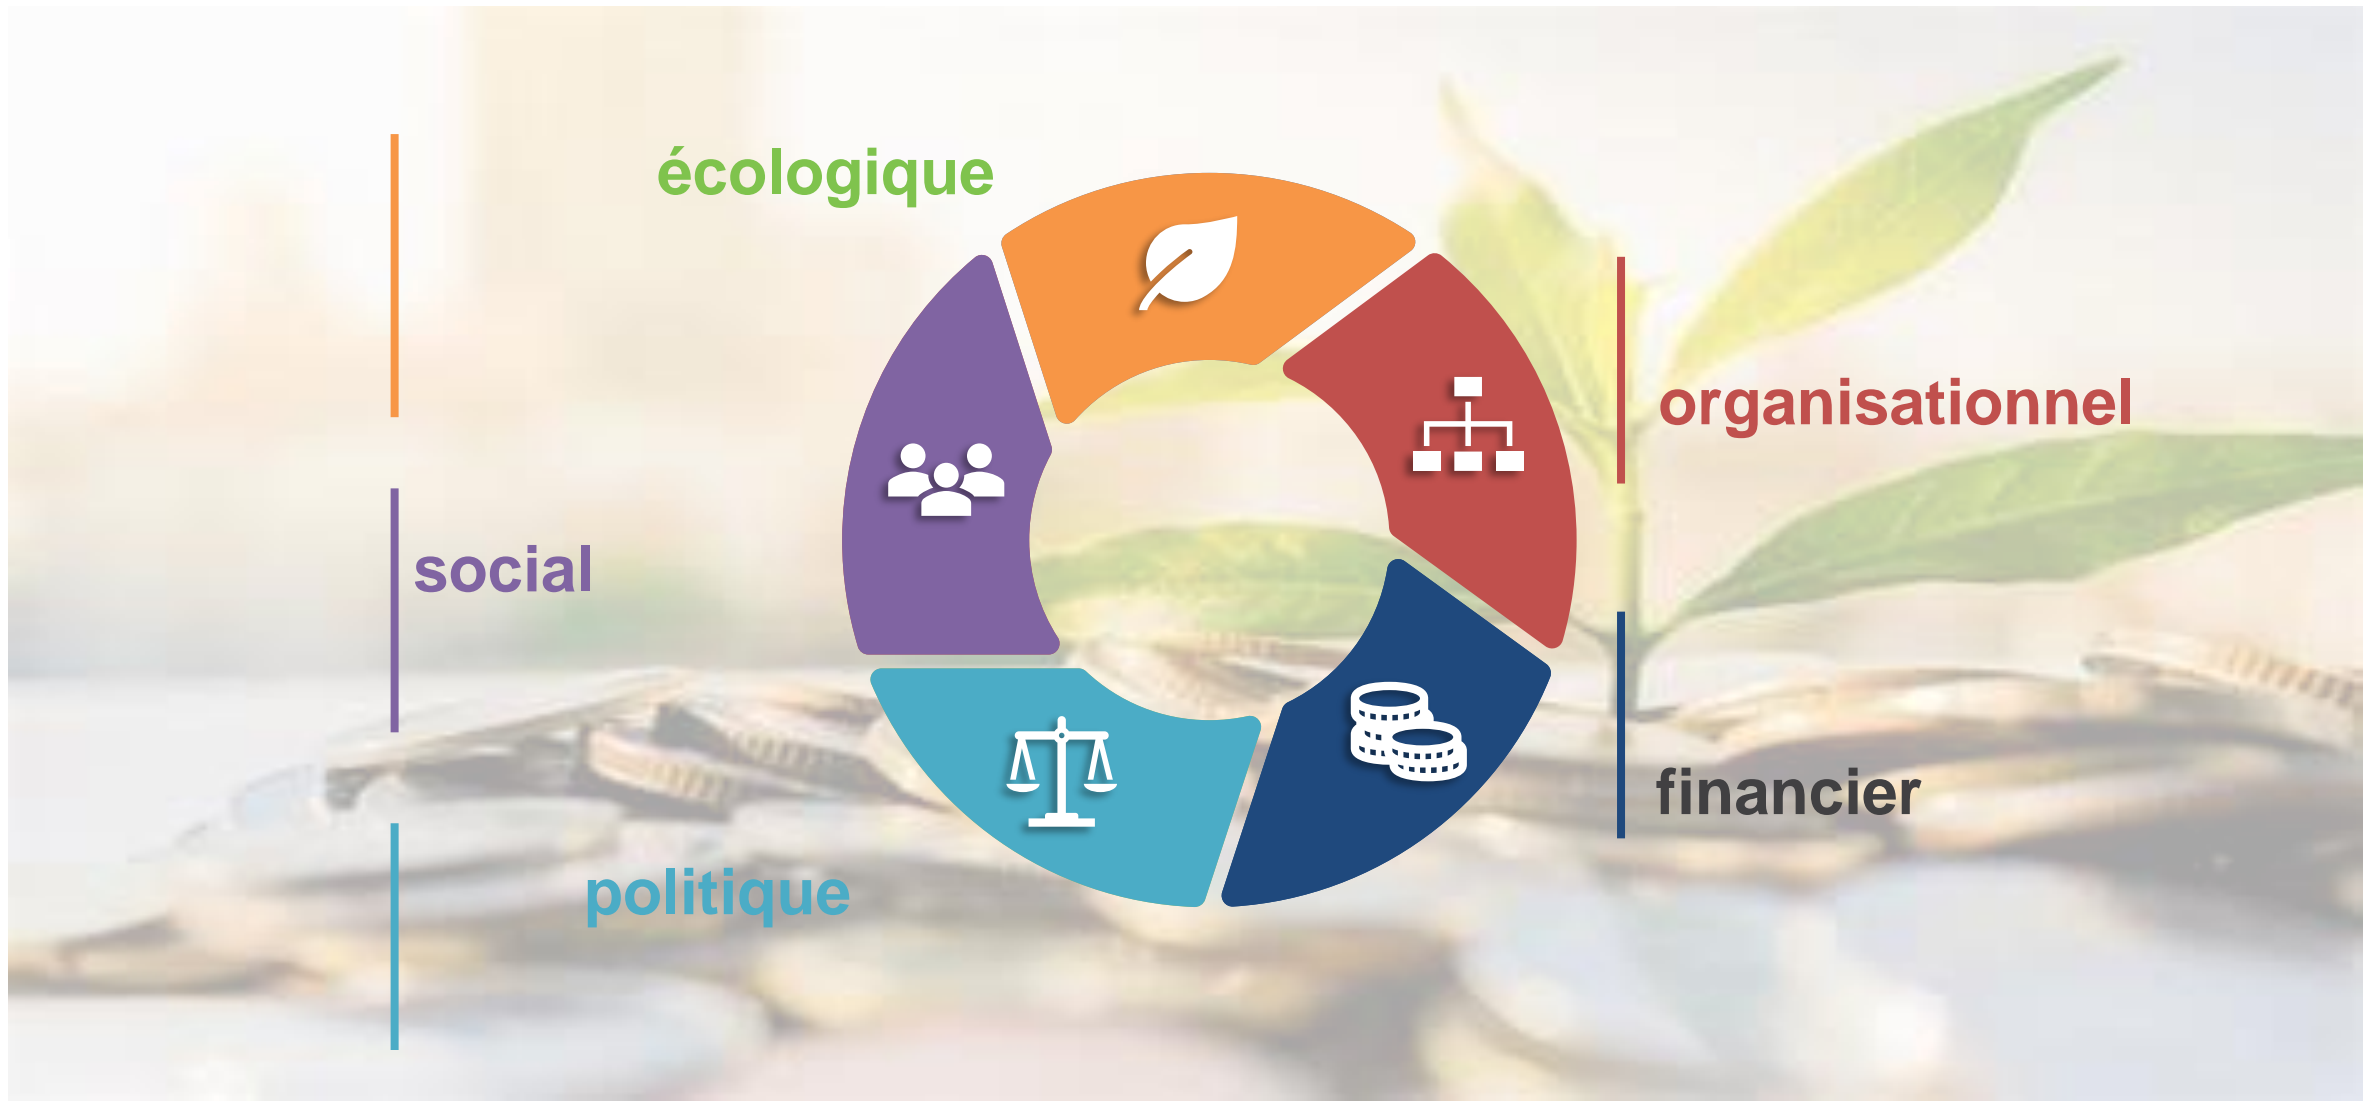 écologique
organisationnel
social
financier
politique